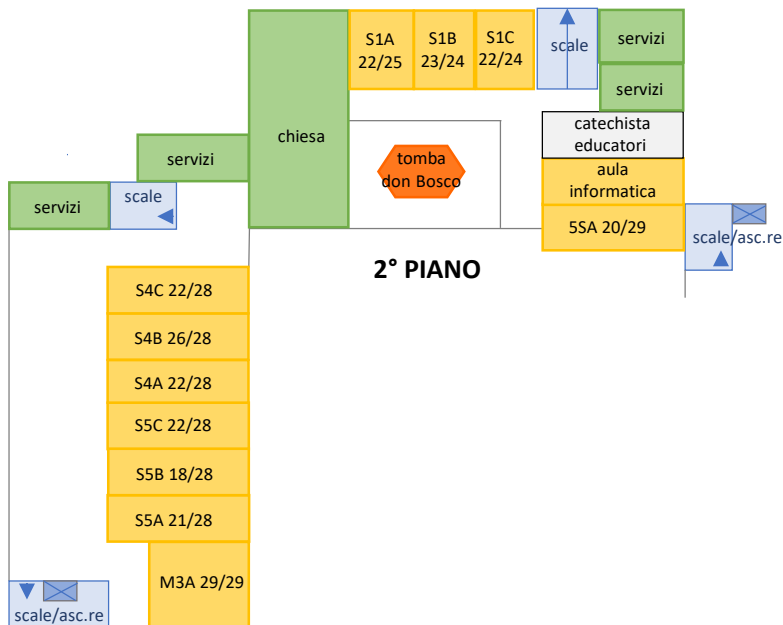 S1A
22/25
S1B
23/24
S1C
22/24
scale
servizi
servizi
chiesa
catechista
educatori
servizi
tomba
don Bosco
aula
informatica
servizi
scale
5SA 20/29
scale/asc.re
2° PIANO
S4C 22/28
S4B 26/28
S4A 22/28
S5C 22/28
S5B 18/28
S5A 21/28
M3A 29/29
scale/asc.re